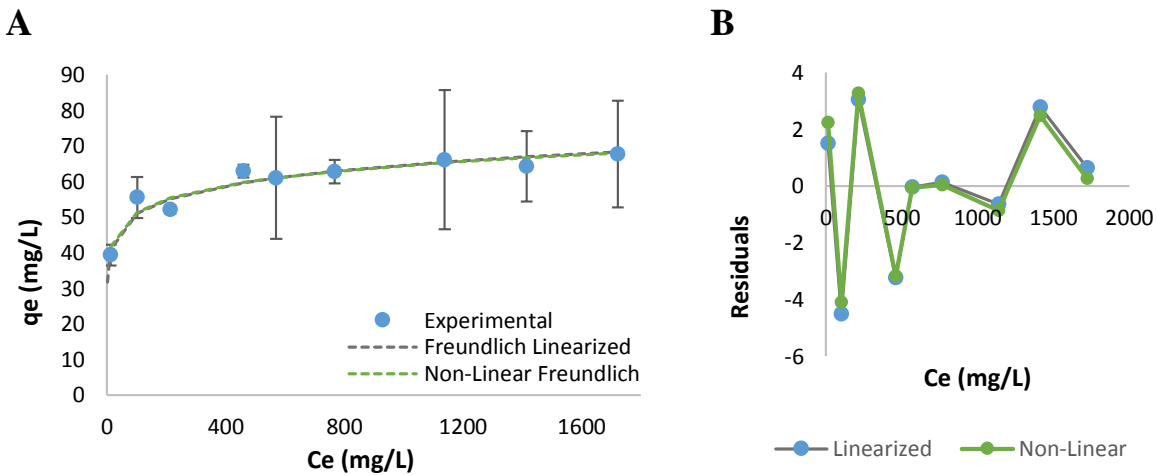 A
90
80
70
60
50
40
30
20
10
0
qe (mg/L)
0 400 800 1200 1600
Ce (mg/L)
Experimental
Freundlich Linearized
Non-Linear Freundlich
B
4
2
0
-2
-4
-6
Residuals
0 500 1000 1500 2000
Ce (mg/L)
Linearized Non-Linear